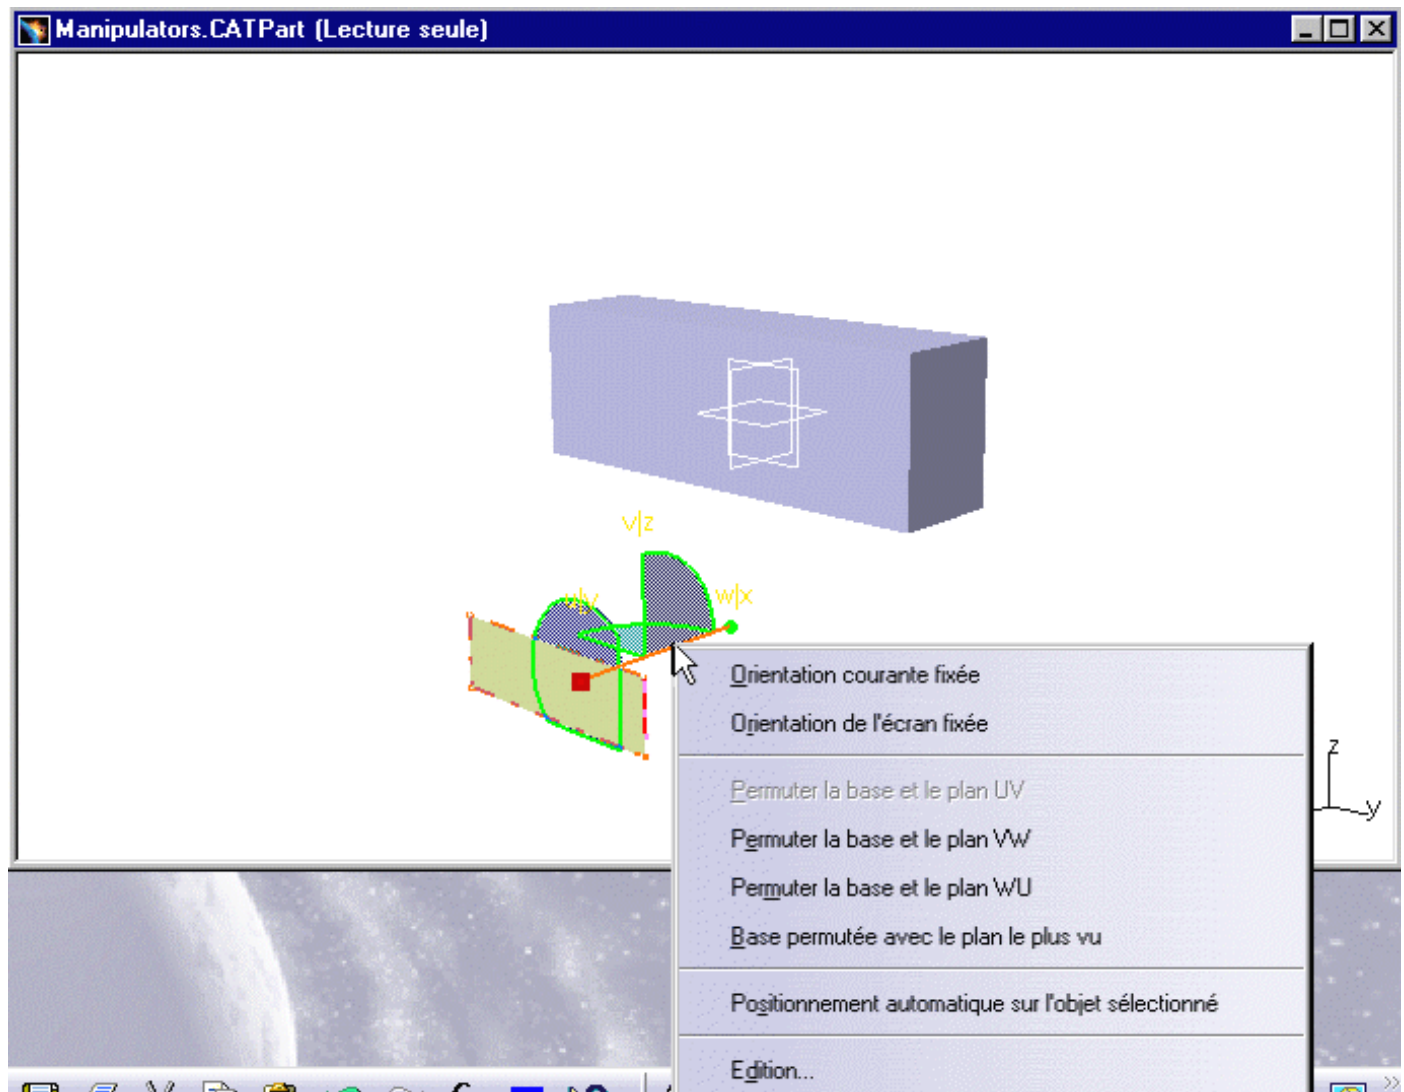 Manipulators.CATPart (Lecture seule)
v|z
u|y
w|x
Orientation courante fixée
Orientation de l'écran fixée
Permuter la base et le plan UV
Permuter la base et le plan VW
Permuter la base et le plan WU
Base permutée avec le plan le plus vu
Positionnement automatique sur l'objet sélectionné
Edition...
z
y